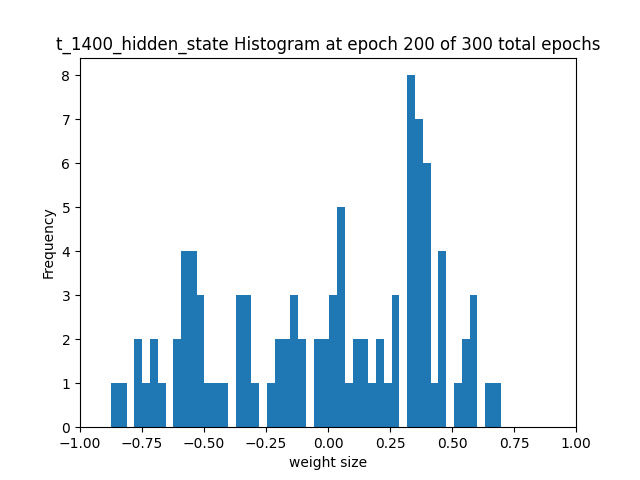 t_1400_hidden_state Histogram at epoch 200 of 300 total epochs
8
7
6
5
4
3
2
1
0
Frequency
−1.00 −0.75 −0.50 −0.25 0.00 0.25 0.50 0.75 1.00
weight size